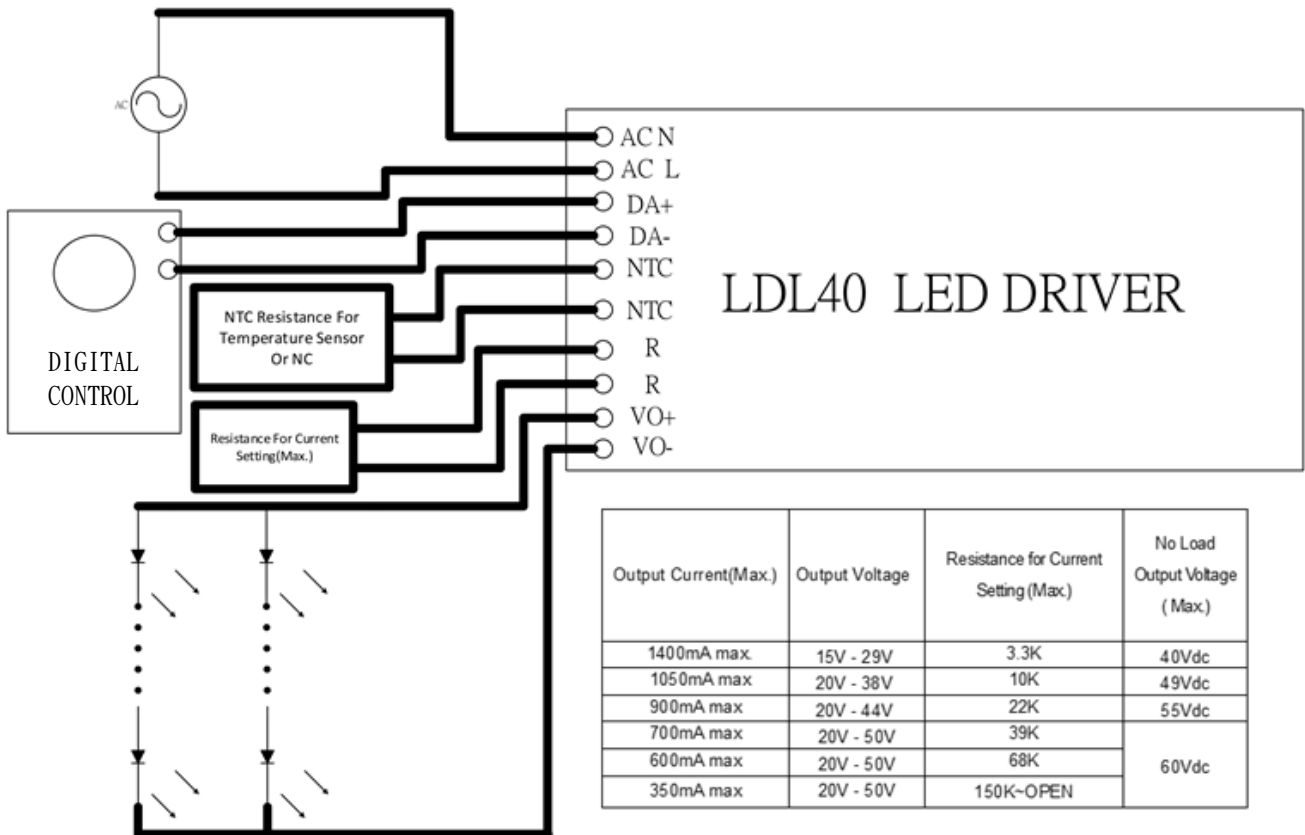 AC
AC N
AC L
DA+
DA-
NTC
NTC
R
R
VO+
VO-
LDL40 LED DRIVER
DIGITAL
CONTROL
NTC Resistance For
Temperature Sensor
Or NC
Resistance For Current
Setting(Max.)
Output Current(Max.)
Output Voltage
Resistance for Current
Setting (Max.)
No Load
Output Voltage
( Max.)
1400mA max. 15V - 29V 3.3K 40Vdc
1050mA max 20V - 38V 10K 49Vdc
900mA max 20V - 44V 22K 55Vdc
700mA max 20V - 50V 39K
600mA max 20V - 50V 68K 60Vdc
350mA max 20V - 50V 150K~OPEN